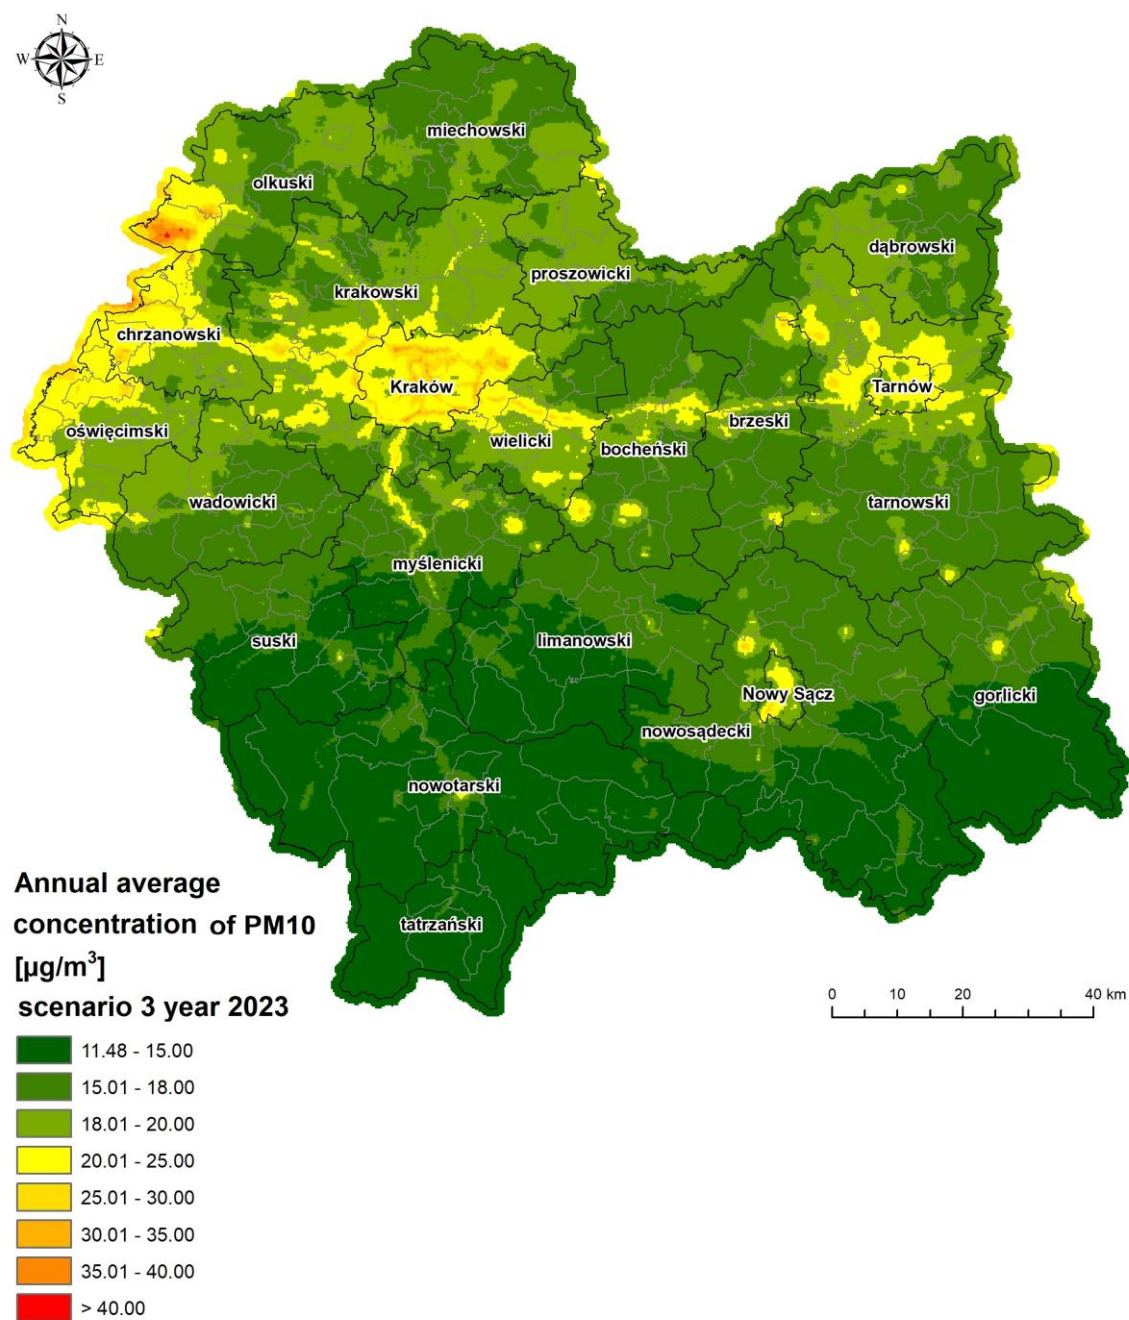 N
W E
S
miechowski
olkuski
dąbrowski
proszowicki
krakowski
chrzanowski
Kraków
Tarnów
brzeski
oświęcimski
wielicki
bocheński
wadowicki
tarnowski
myślenicki
suski
limanowski
Nowy Sącz
gorlicki
nowosądecki
nowotarski
tatrzański
Annual average
concentration of PM10
[µg/m³]
scenario 3 year 2023
0 10 20 40 km
11.48 - 15.00
15.01 - 18.00
18.01 - 20.00
20.01 - 25.00
25.01 - 30.00
30.01 - 35.00
35.01 - 40.00
> 40.00